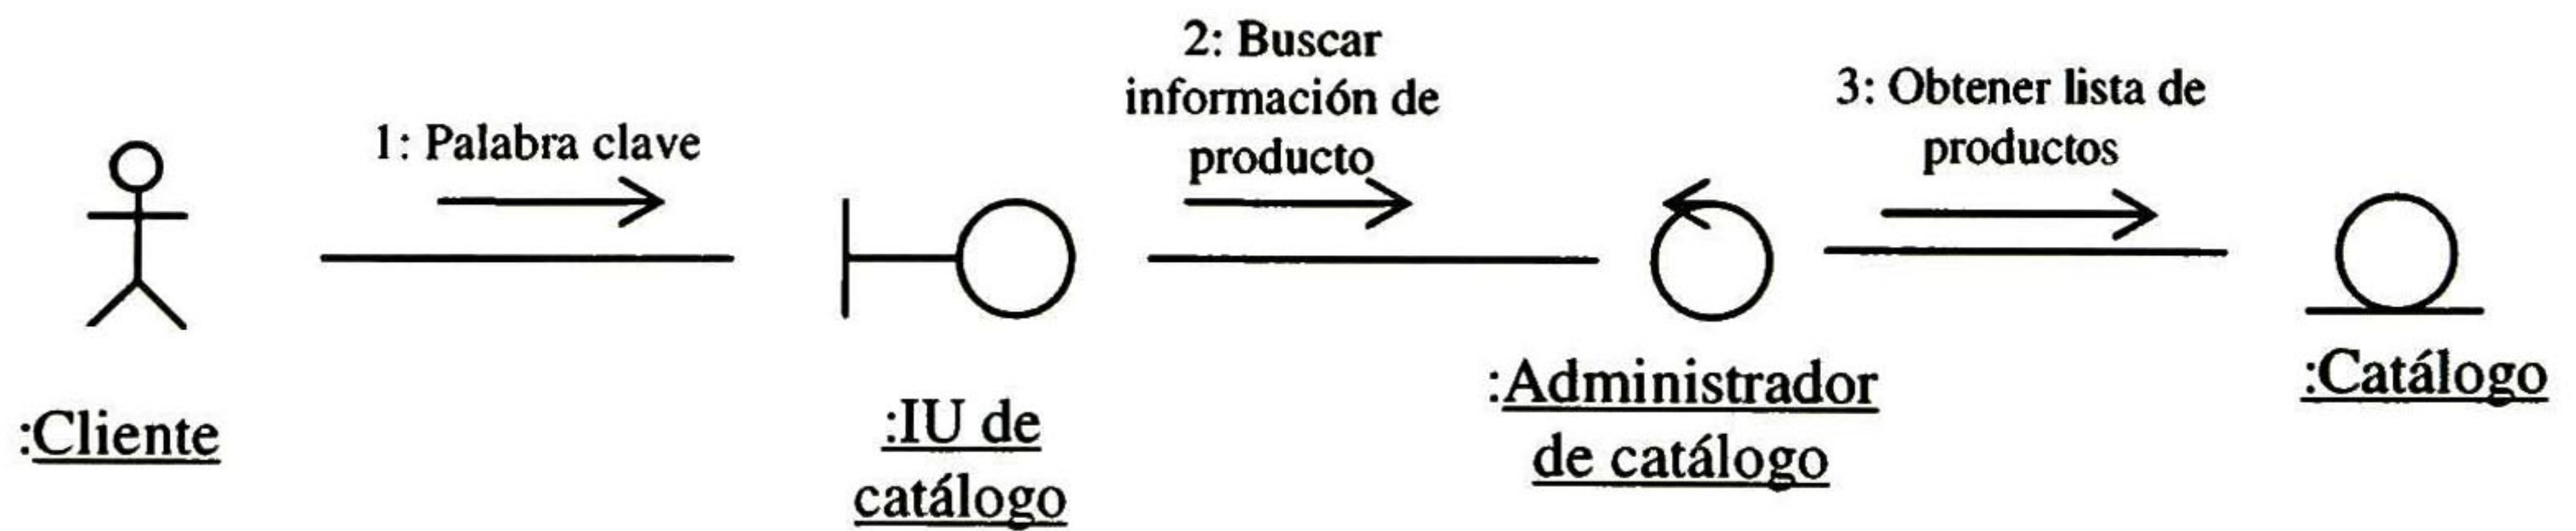 1: Palabra clave
2: Buscar
información de
producto
3: Obtener lista de
productos
:Cliente
:IU de
catálogo
:Administrador
de catálogo
:Catálogo